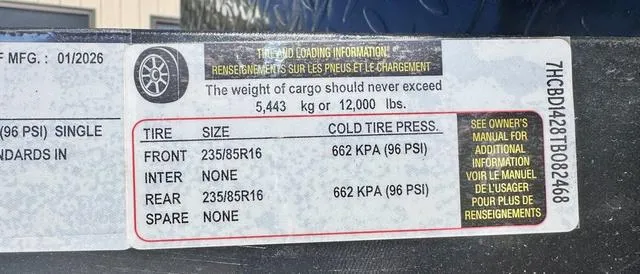 F MFG. : 01/2026
(96 PSI) SINGLE
NDARDS IN
TIRE AND LOADING INFORMATION
RENSEIGNEMENTS SUR LES PNEU ET LE CHARGEMENT
The weight of cargo should never exceed
5,443 kg or 12,000 lbs.
TIRE SIZE COLD TIRE PRESS.
FRONT 235/85R16 662 KPA (96 PSI)
INTER NONE
REAR 235/85R16 662 KPA (96 PSI)
SPARE NONE
SEE OWNER'S
MANUAL FOR
ADDITIONAL
INFORMATION
VOIR LE MANUEL
DE L'USAGER
POUR PLUS DE
RENSEIGNEMENTS
7HCBD1428TB082468